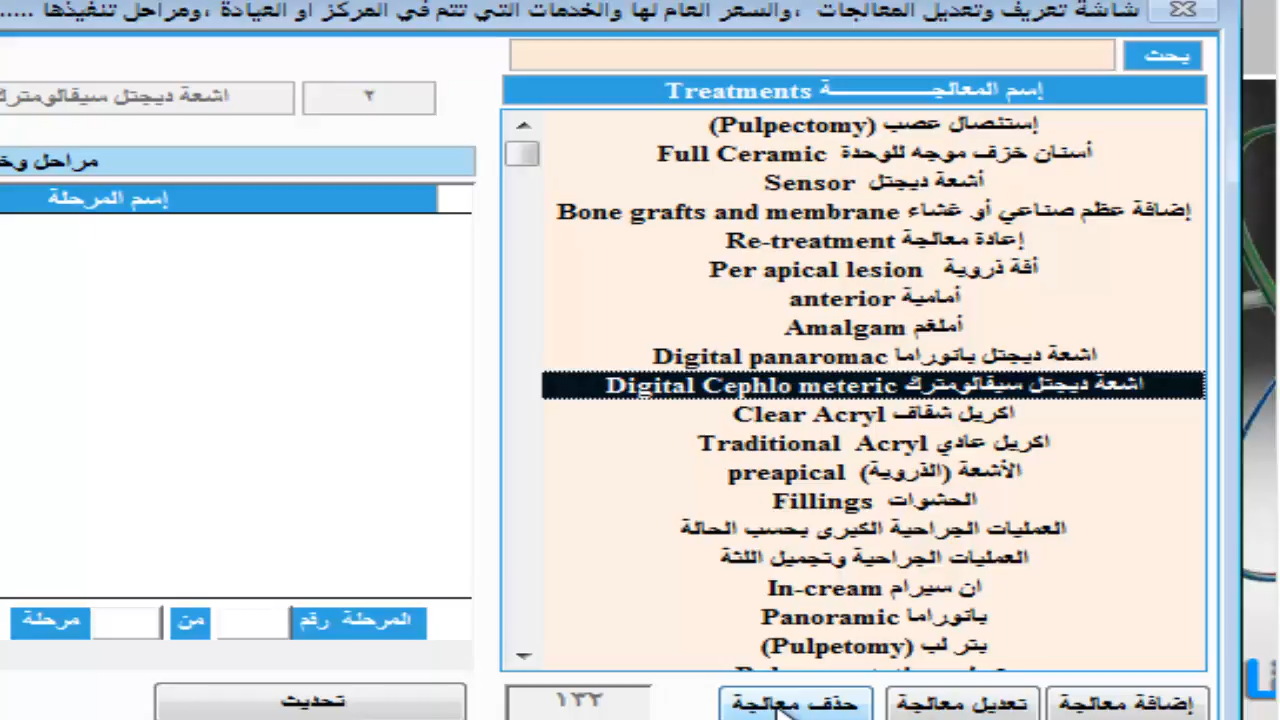 شاشة تعريف وتعديل المعالجات ،والسعر العام لها والخدمات التي تتم في المركز او العيادة ،ومراحل تنفيذها .....
يحث
إسم المعالجـــــــــــــة Treatments
إستئصال عصب (Pulpectomy)
أسنان خزف موجه للوحدة Full Ceramic
أشعة ديجتل Sensor
إضافة عظم صناعي أو غشاء Bone grafts and membrane
إعادة معالجة Re-treatment
أفة ذروية Per apical lesion
أمامية anterior
أملغم Amalgam
اشعة ديجتل بانوراما Digital panaromac
اشعة ديجتل سيفالومترك Digital Cephlo meteric
اكريل شفاف Clear Acryl
اكريل عادي Traditional Acryl
الأشعة (الذروية) preapical
الحشوات Fillings
العمليات الجراحية الكبرى بحسب الحالة
العمليات الجراحية وتجميل اللثة
ان سيرام In-cream
بانوراما Panoramic
بتر لب (Pulpetomy)
إضافة معالجة
تعديل معالجة
حذف معالجة
١٣٢
٢
اشعة ديجتل سيفالومترك
مراحل
إسم المرحلة
المرحلة رقم
من
مرحلة
تحديث